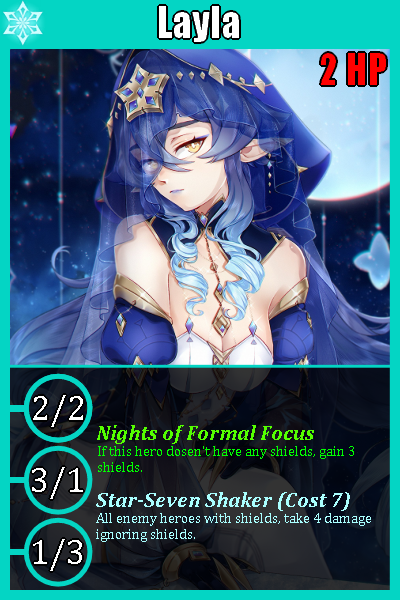 Layla
2 HP
2/2
Nights of Formal Focus
If this hero dosen't have any shields, gain 3
shields.
3/1
Star-Seven Shaker (Cost 7)
All enemy heroes with shields, take 4 damage
ignoring shields.
1/3